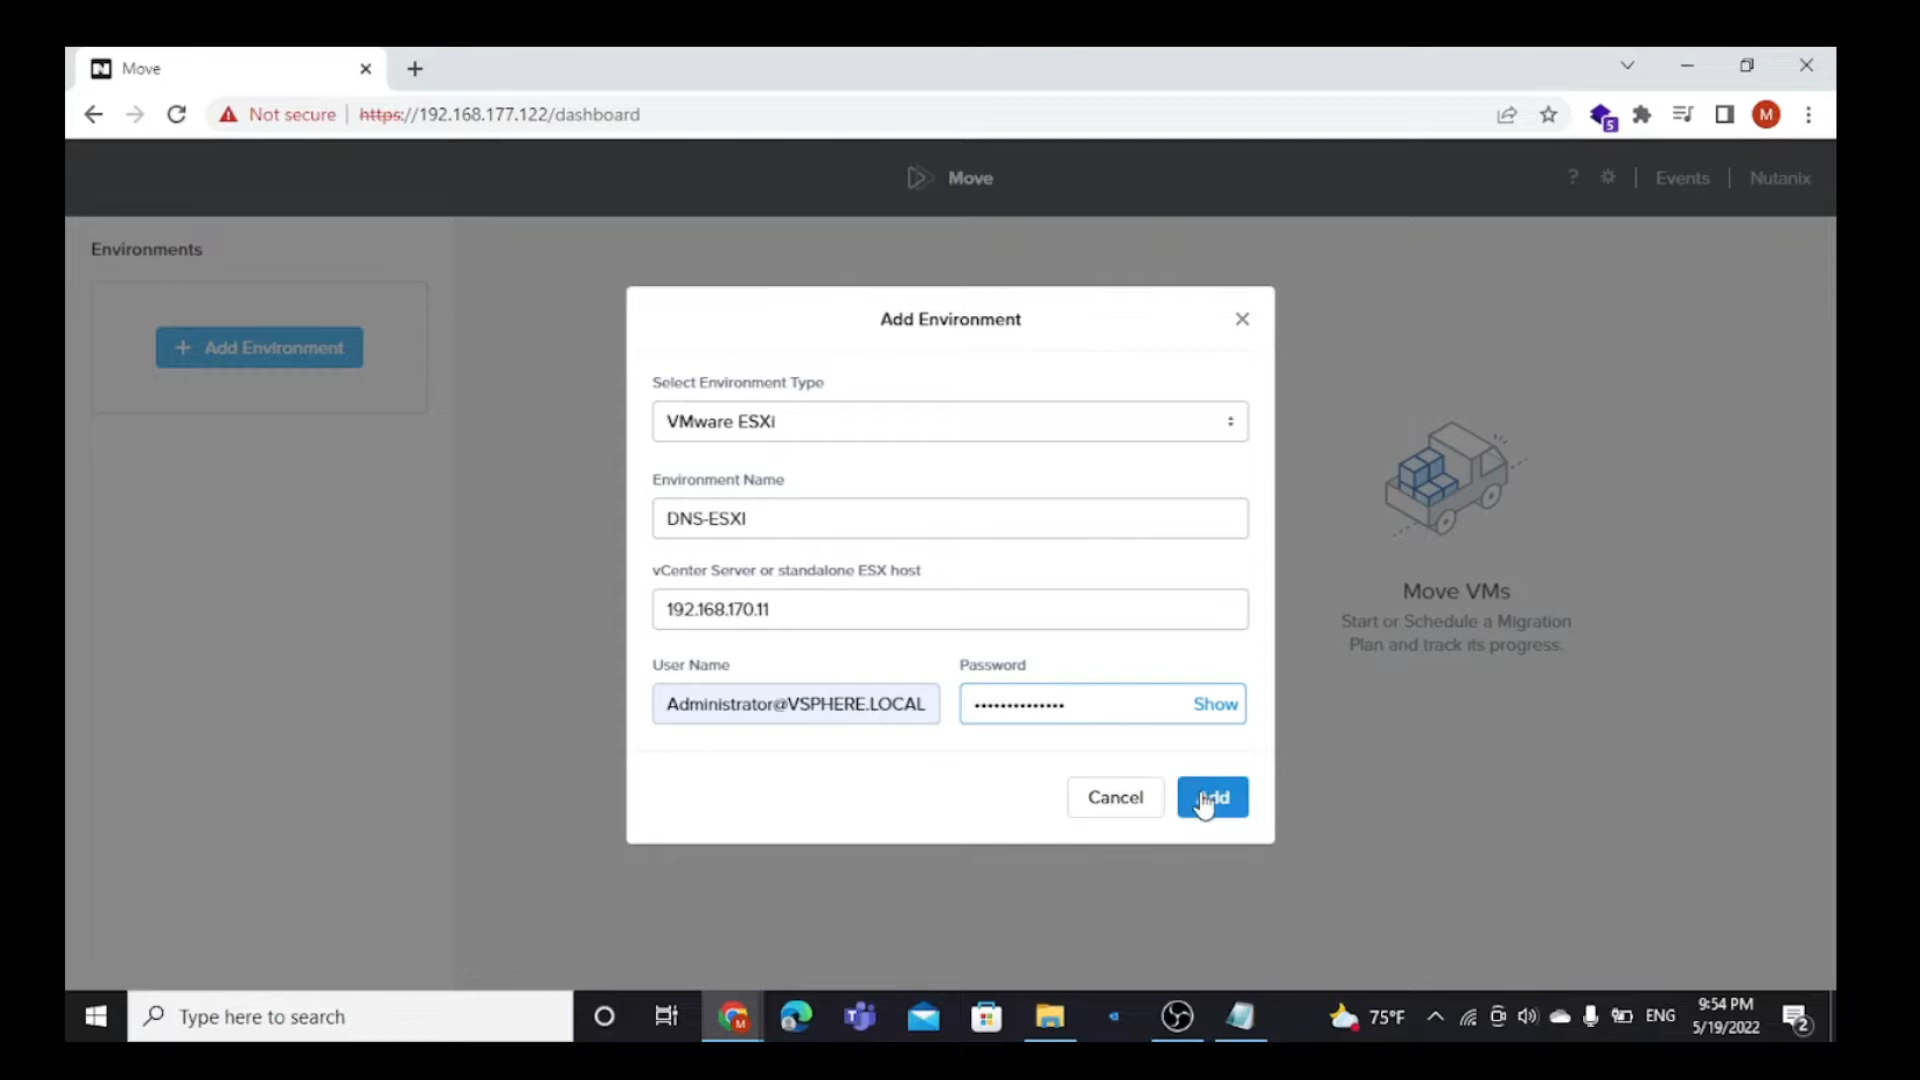 Move
Not secure | https://192.168.177.122/dashboard
5
M
Move
? | Events | Nutanix
Environments
+ Add Environment
Add Environment
Select Environment Type
VMware ESXi
Environment Name
DNS-ESXI
vCenter Server or standalone ESX host
192.168.170.11
User Name
Password
Administrator@VSPHERE.LOCAL
•••••••••••••• Show
Cancel
Move VMs
Start or Schedule a Migration
Plan and track its progress.
Type here to search
M
75°F
ENG
9:54 PM
5/19/2022
2